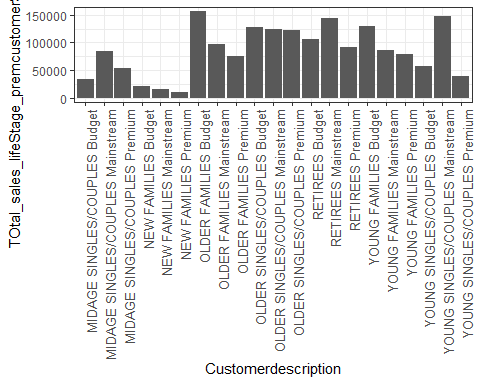 TOtal_sales_lifeStage_premcustomer
150000
100000
50000
0
MIDAGE SINGLES/COUPLES Budget
MIDAGE SINGLES/COUPLES Mainstream
MIDAGE SINGLES/COUPLES Premium
NEW FAMILIES Budget
NEW FAMILIES Mainstream
NEW FAMILIES Premium
OLDER FAMILIES Budget
OLDER FAMILIES Mainstream
OLDER FAMILIES Premium
OLDER SINGLES/COUPLES Budget
OLDER SINGLES/COUPLES Mainstream
OLDER SINGLES/COUPLES Premium
RETIREES Budget
RETIREES Mainstream
RETIREES Premium
YOUNG FAMILIES Budget
YOUNG FAMILIES Mainstream
YOUNG FAMILIES Premium
YOUNG SINGLES/COUPLES Budget
YOUNG SINGLES/COUPLES Mainstream
YOUNG SINGLES/COUPLES Premium
Customerdescription